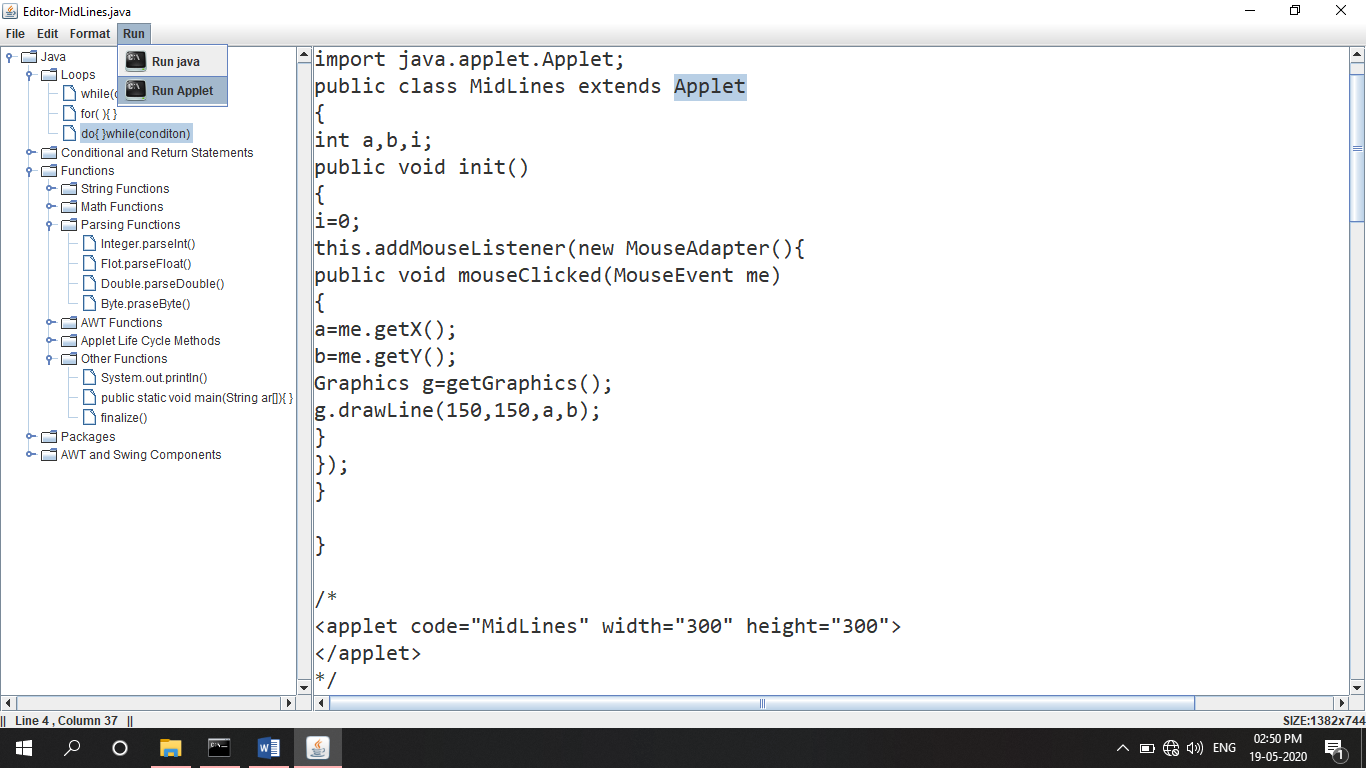 Editor-MidLines.java
File Edit Format Run
Run java
Run Applet
Java
Loops
for( ){ }
do{ }while(conditon)
Conditional and Return Statements
Functions
String Functions
Math Functions
Parsing Functions
Integer.parseInt()
Flot.parseFloat()
Double.parseDouble()
Byte.praseByte()
AWT Functions
Applet Life Cycle Methods
Other Functions
System.out.println()
public static void main(String ar[]){ }
finalize()
Packages
AWT and Swing Components
import java.applet.Applet;
public class MidLines extends Applet
{
int a,b,i;
public void init()
{
i=0;
this.addMouseListener(new MouseAdapter(){
public void mouseClicked(MouseEvent me)
{
a=me.getX();
b=me.getY();
Graphics g=getGraphics();
g.drawLine(150,150,a,b);
}
});
}
}
/*
<applet code="MidLines" width="300" height="300">
</applet>
*/
|| Line 4 , Column 37 ||
SIZE:1382x744
ENG
02:50 PM
19-05-2020
1